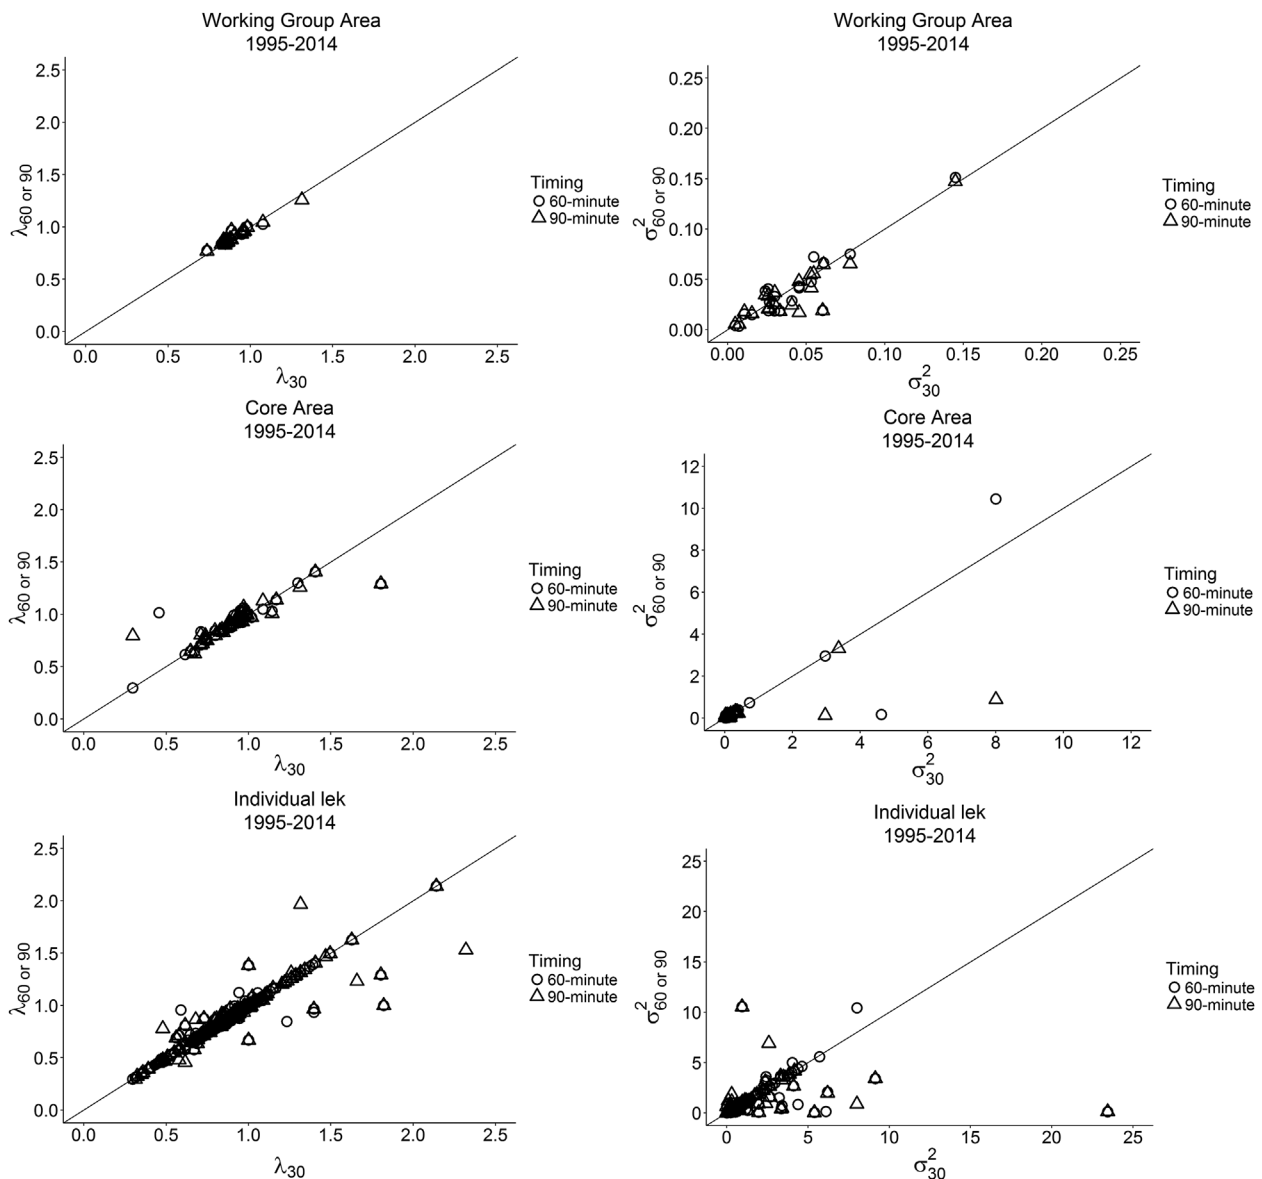 Working Group Area
1995-2014
λ60 or 90
2.5
2.0
1.5
1.0
0.5
0.0
0.0 0.5 1.0 1.5 2.0 2.5
λ30
Timing
60-minute
90-minute
Working Group Area
1995-2014
σ²60 or 90
0.25
0.20
0.15
0.10
0.05
0.00
0.00 0.05 0.10 0.15 0.20 0.25
σ²30
Timing
60-minute
90-minute
Core Area
1995-2014
λ60 or 90
2.5
2.0
1.5
1.0
0.5
0.0
0.0 0.5 1.0 1.5 2.0 2.5
λ30
Timing
60-minute
90-minute
Core Area
1995-2014
σ²60 or 90
12
10
8
6
4
2
0
0 2 4 6 8 10 12
σ²30
Timing
60-minute
90-minute
Individual lek
1995-2014
λ60 or 90
2.5
2.0
1.5
1.0
0.5
0.0
0.0 0.5 1.0 1.5 2.0 2.5
λ30
Timing
60-minute
90-minute
Individual lek
1995-2014
σ²60 or 90
25
20
15
10
5
0
0 5 10 15 20 25
σ²30
Timing
60-minute
90-minute